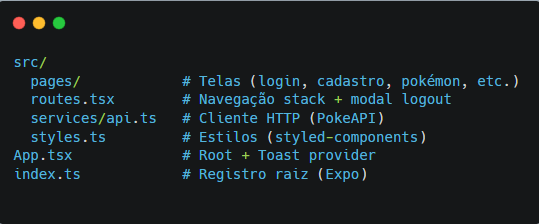 src/
  pages/              # Telas (login, cadastro, pokémon, etc.)
  routes.tsx          # Navegação stack + modal logout
  services/api.ts     # Cliente HTTP (PokeAPI)
  styles.ts           # Estilos (styled-components)
App.tsx               # Root + Toast provider
index.ts              # Registro raiz (Expo)